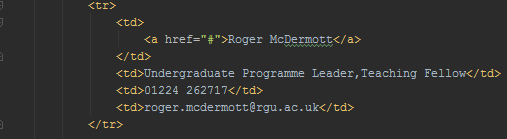 <tr>
<td>
<a href="#">Roger McDermott</a>
</td>
<td>Undergraduate Programme Leader,Teaching Fellow</td>
<td>01224 262717</td>
<td>roger.mcdermott@rgu.ac.uk</td>
</tr>